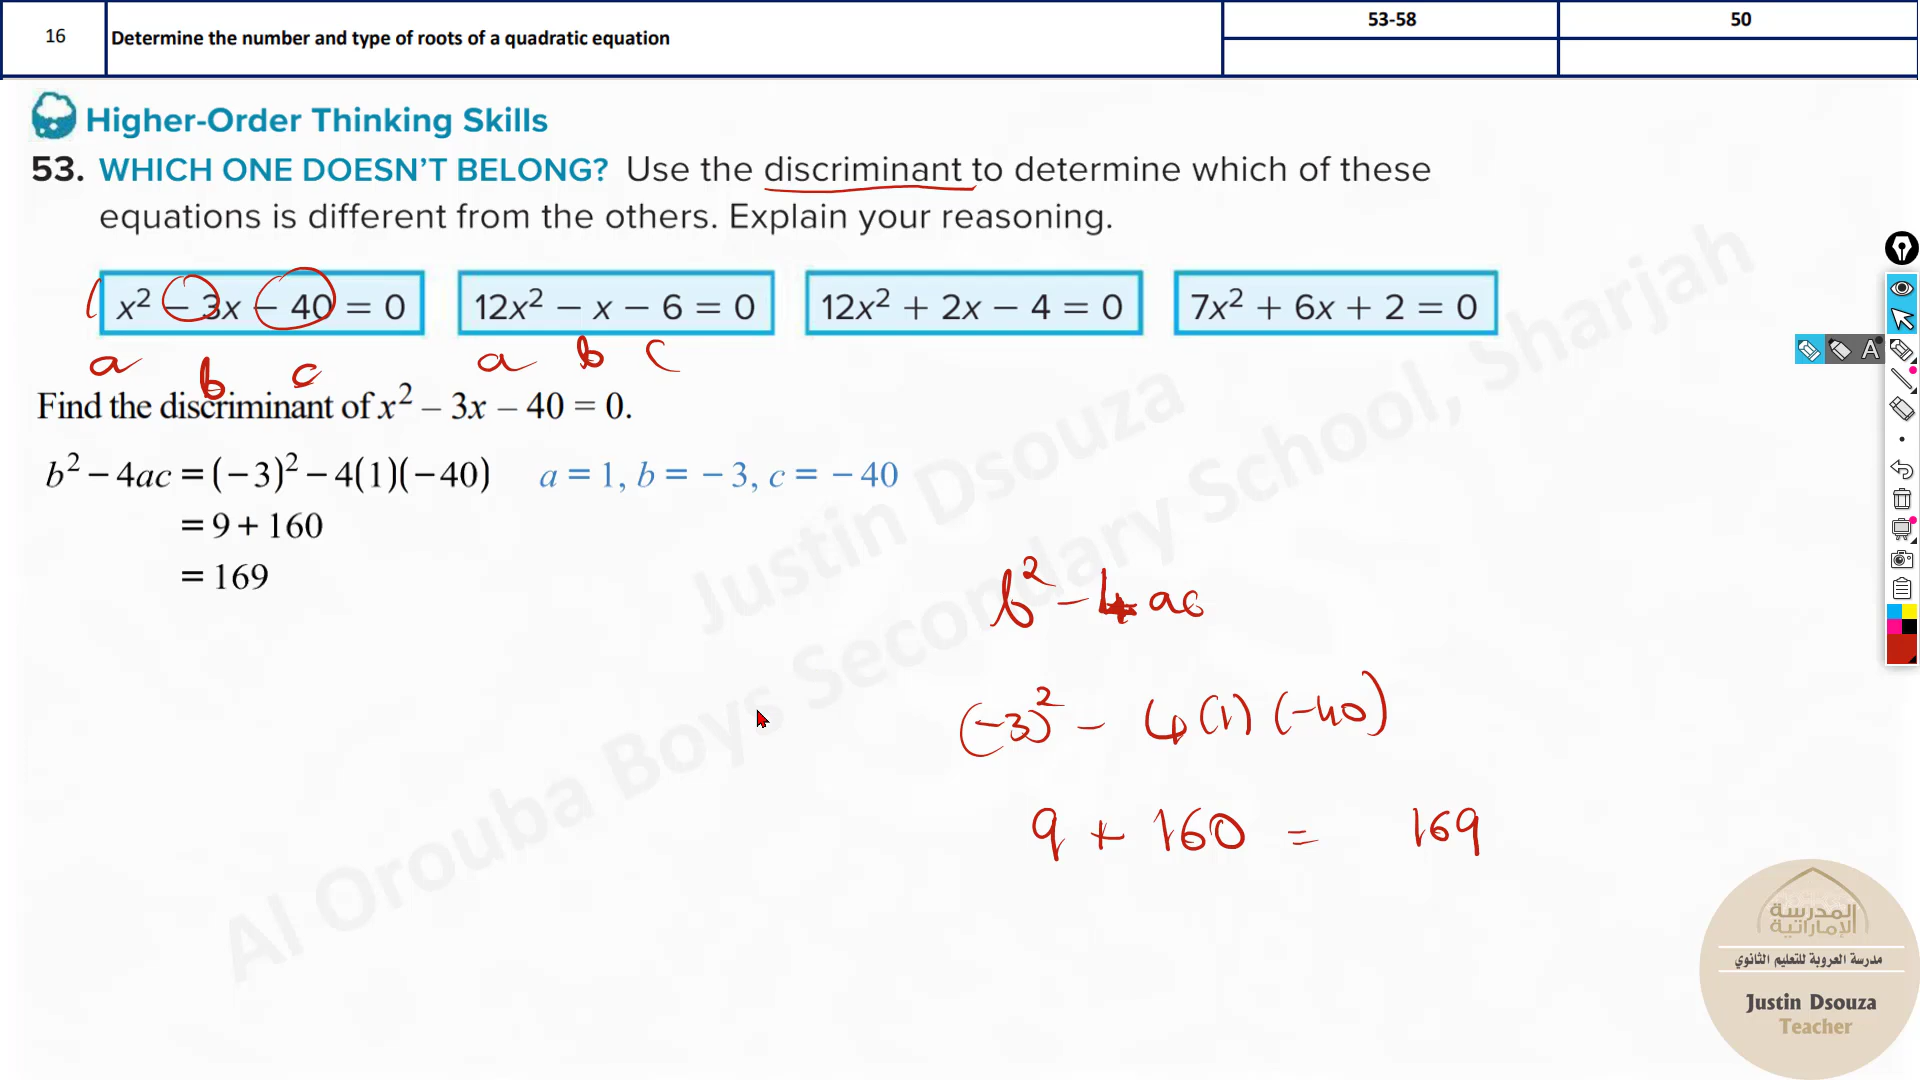 16 Determine the number and type of roots of a quadratic equation 53-58 50
Higher-Order Thinking Skills
53. WHICH ONE DOESN'T BELONG? Use the discriminant to determine which of these
equations is different from the others. Explain your reasoning.
x² – 3x – 40 = 0 12x² – x – 6 = 0 12x² + 2x – 4 = 0 7x² + 6x + 2 = 0
a b c a b c
Find the discriminant of x² – 3x – 40 = 0.
b² – 4ac = (–3)² – 4(1)(–40) a = 1, b = –3, c = –40
= 9 + 160
= 169
b² – 4ac
(–3)² – 4(1)(–40)
9 + 160 = 169
Justin Dsouza
Al Orouba Boys Secondary School, Sharjah
A
المدرسة
الإماراتية
مدرسة العروبة للتعليم الثانوي
Justin Dsouza
Teacher